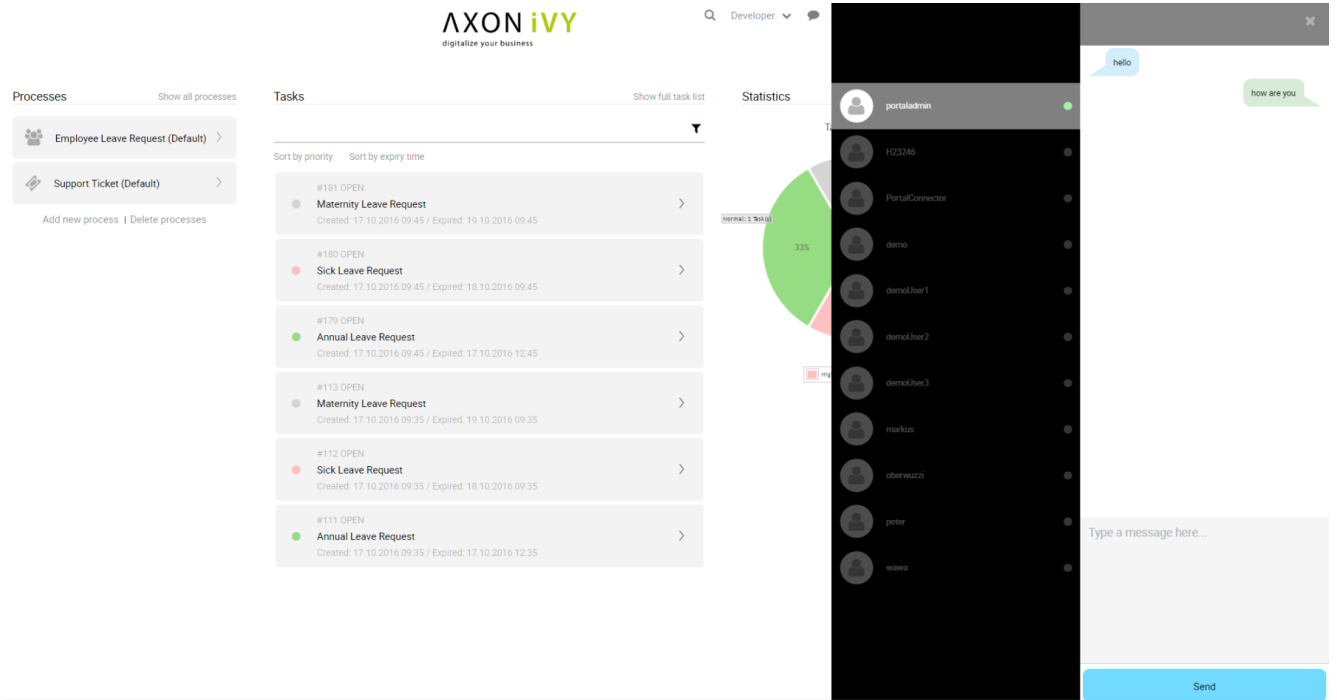 AXON iVY
digitalize your business
Developer
Processes
Show all processes
Employee Leave Request (Default)
Support Ticket (Default)
Add new process | Delete processes
Tasks
Show full task list
Sort by priority Sort by expiry time
#181 OPEN
Maternity Leave Request
Created: 17.10.2016 09:45 / Expired: 19.10.2016 09:45
#180 OPEN
Sick Leave Request
Created: 17.10.2016 09:45 / Expired: 18.10.2016 09:45
#179 OPEN
Annual Leave Request
Created: 17.10.2016 09:45 / Expired: 17.10.2016 12:45
#113 OPEN
Maternity Leave Request
Created: 17.10.2016 09:35 / Expired: 19.10.2016 09:35
#112 OPEN
Sick Leave Request
Created: 17.10.2016 09:35 / Expired: 18.10.2016 09:35
#111 OPEN
Annual Leave Request
Created: 17.10.2016 09:35 / Expired: 17.10.2016 12:35
Statistics
Normal: 2 Task(s)
33%
portaladmin
H23246
PortalConnector
demo
demoUser1
demoUser2
demoUser3
markus
oberwuzzi
peter
wawa
hello
how are you
Type a message here...
Send